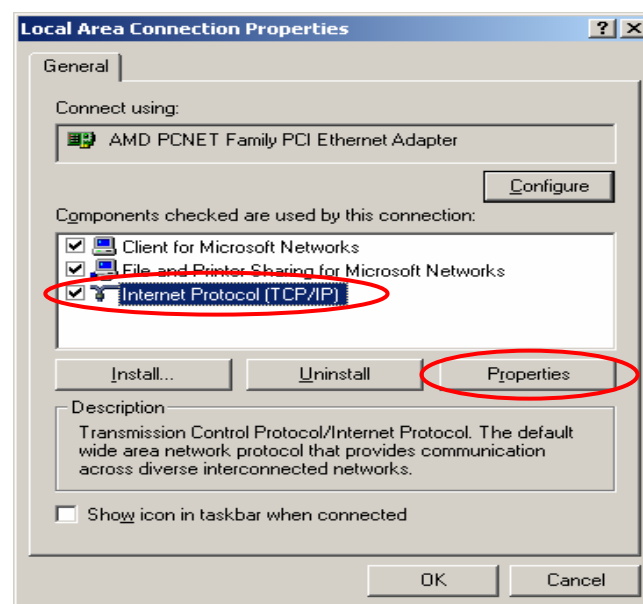 Local Area Connection Properties
General
Connect using:
AMD PCNET Family PCI Ethernet Adapter
Configure
Components checked are used by this connection:
Client for Microsoft Networks
File and Printer Sharing for Microsoft Networks
Internet Protocol (TCP/IP)
Install... Uninstall Properties
Description
Transmission Control Protocol/Internet Protocol. The default
wide area network protocol that provides communication
across diverse interconnected networks.
Show icon in taskbar when connected
OK Cancel